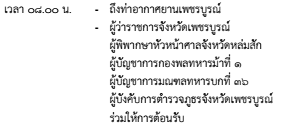 เวลา ๐๘.๐๐ น. - ถึงท่าอากาศยานเพชรบูรณ์
- ผู้ว่าราชการจังหวัดเพชรบูรณ์
ผู้พิพากษาหัวหน้าศาลจังหวัดหล่มสัก
ผู้บัญชาการกองพลทหารม้าที่ ๑
ผู้บัญชาการมณฑลทหารบกที่ ๓๖
ผู้บังคับการตำรวจภูธรจังหวัดเพชรบูรณ์
ร่วมให้การต้อนรับ